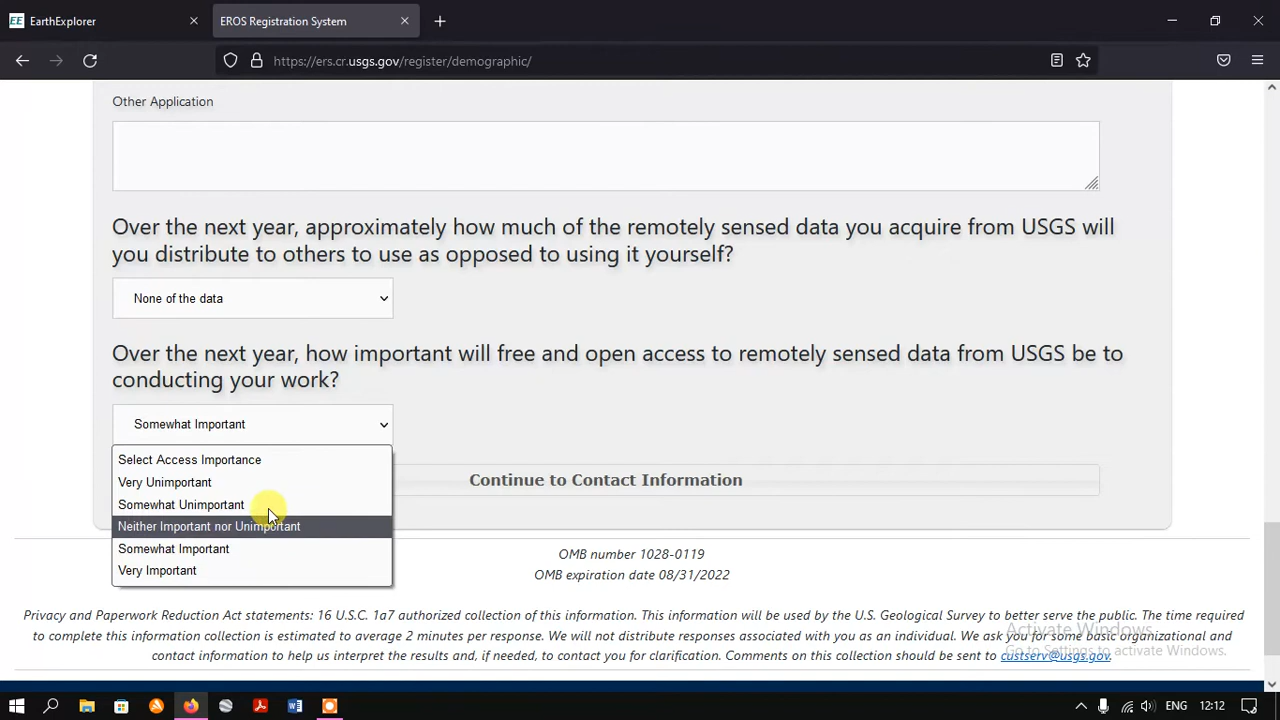 EE EarthExplorer
EROS Registration System
https://ers.cr.usgs.gov/register/demographic/
Other Application
Over the next year, approximately how much of the remotely sensed data you acquire from USGS will
you distribute to others to use as opposed to using it yourself?
None of the data
Over the next year, how important will free and open access to remotely sensed data from USGS be to
conducting your work?
Somewhat Important
Select Access Importance
Very Unimportant
Somewhat Unimportant
Neither Important nor Unimportant
Somewhat Important
Very Important
Continue to Contact Information
OMB number 1028-0119
OMB expiration date 08/31/2022
Privacy and Paperwork Reduction Act statements: 16 U.S.C. 1a7 authorized collection of this information. This information will be used by the U.S. Geological Survey to better serve the public. The time required
to complete this information collection is estimated to average 2 minutes per response. We will not distribute responses associated with you as an individual. We ask you for some basic organizational and
contact information to help us interpret the results and, if needed, to contact you for clarification. Comments on this collection should be sent to custserv@usgs.gov.
Activate Windows
Go to Settings to activate Windows.
ENG
12:12